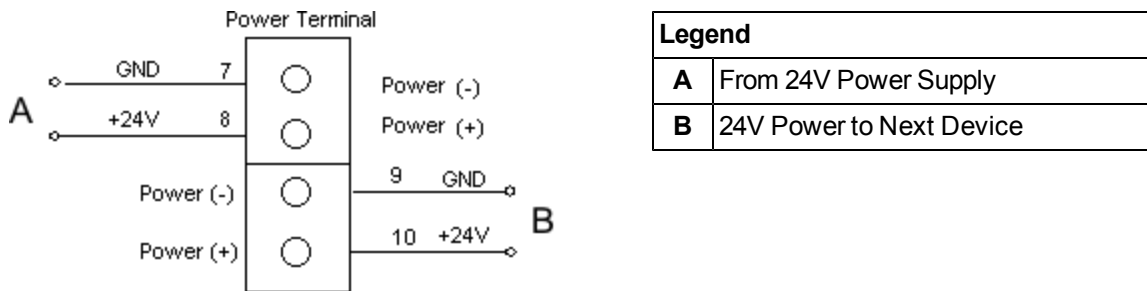 Power Terminal
GND 7 Power (-)
A
+24V 8 Power (+)
Power (-) 9 GND
B
Power (+) 10 +24V
Legend
A From 24V Power Supply
B 24V Power to Next Device